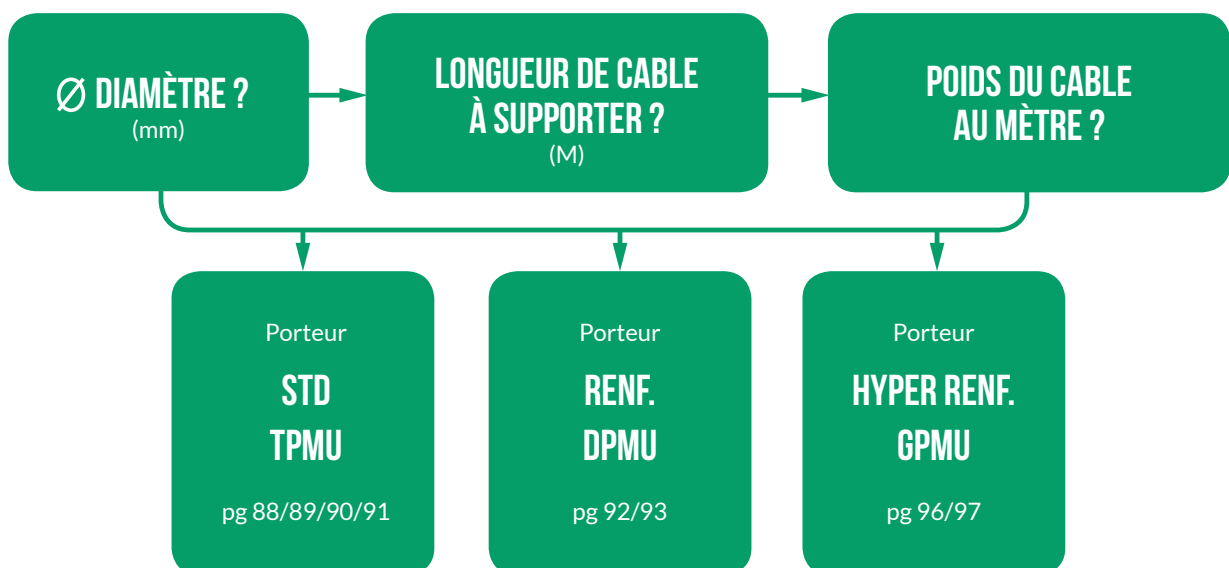 Ø DIAMÈTRE ?
(mm)
LONGUEUR DE CABLE
À SUPPORTER ?
(M)
POIDS DU CABLE
AU MÈTRE ?
Porteur
STD
TPMU
pg 88/89/90/91
Porteur
RENF.
DPMU
pg 92/93
Porteur
HYPER RENF.
GPMU
pg 96/97